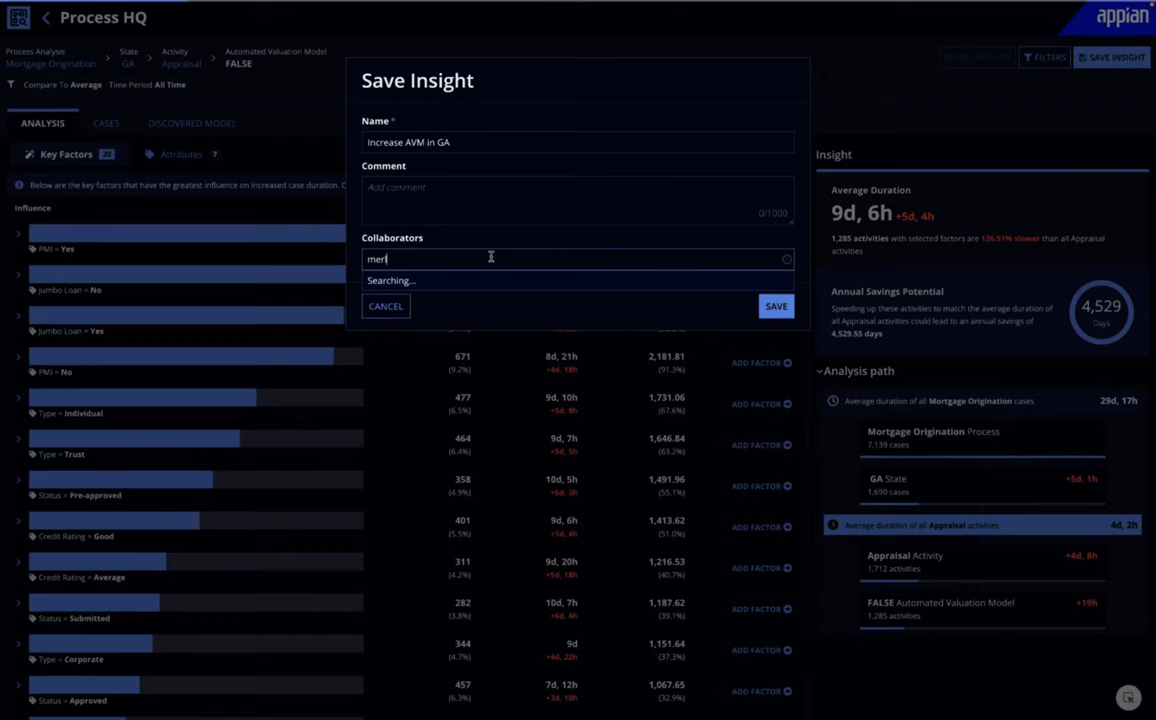 Process HQ
appian
Process Analysis
Mortgage Origination
State
GA
Activity
Appraisal
Automated Valuation Model
FALSE
SAVED INSIGHTS
FILTERS
SAVE INSIGHT
Compare To Average Time Period All Time
ANALYSIS
CASES
DISCOVERED MODEL
Key Factors 20
Attributes 7
Below are the key factors that have the greatest influence on increased case duration. C
Influence
PMI = Yes
Jumbo Loan = No
Jumbo Loan = Yes
PMI = No
671
(9.2%)
8d, 21h
+4d, 18h
2,181.81
(91.3%)
ADD FACTOR
Type = Individual
477
(6.5%)
9d, 10h
+5d, 8h
1,731.06
(67.6%)
ADD FACTOR
Type = Trust
464
(6.4%)
9d, 7h
+5d, 5h
1,646.84
(63.2%)
ADD FACTOR
Status = Pre-approved
358
(4.9%)
10d, 5h
+6d, 3h
1,491.96
(55.1%)
ADD FACTOR
Credit Rating = Good
401
(5.5%)
9d, 6h
+5d, 4h
1,413.62
(51.0%)
ADD FACTOR
Credit Rating = Average
311
(4.2%)
9d, 20h
+5d, 18h
1,216.53
(40.7%)
ADD FACTOR
Status = Submitted
282
(3.8%)
10d, 7h
+6d, 4h
1,187.62
(39.1%)
ADD FACTOR
Type = Corporate
344
(4.7%)
9d
+4d, 22h
1,151.64
(37.3%)
ADD FACTOR
Status = Approved
457
(6.3%)
7d, 12h
+3d, 10h
1,067.65
(32.9%)
ADD FACTOR
Save Insight
Name *
Increase AVM in GA
Comment
Add comment
0/1000
Collaborators
merl
Searching...
CANCEL
SAVE
Insight
Average Duration
9d, 6h +5d, 4h
1,285 activities with selected factors are 126.51% slower than all Appraisal
activities
Annual Savings Potential
Speeding up these activities to match the average duration of
all Appraisal activities could lead to an annual savings of
4,529.55 days
4,529
Days
Analysis path
Average duration of all Mortgage Origination cases 29d, 17h
Mortgage Origination Process
7,139 cases
GA State +5d, 1h
1,690 cases
Average duration of all Appraisal activities 4d, 2h
Appraisal Activity +4d, 8h
1,712 activities
FALSE Automated Valuation Model +19h
1,285 activities